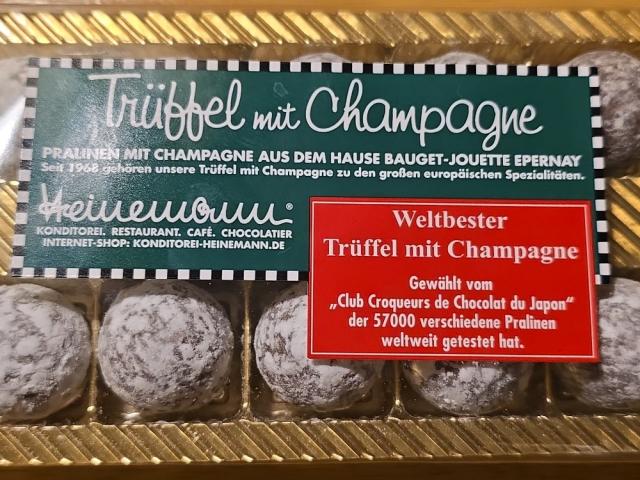 Trüffel mit Champagne
PRALINEN MIT CHAMPAGNE AUS DEM HAUSE BAUGET-JOUETTE EPERNAY
Seit 1968 gehören unsere Trüffel mit Champagne zu den großen europäischen Spezialitäten.
Heinemann®
KONDITOREI. RESTAURANT. CAFÉ. CHOCOLATIER
INTERNET-SHOP: KONDITOREI-HEINEMANN.DE
Weltbester
Trüffel mit Champagne
Gewählt vom
„Club Croqueurs de Chocolat du Japon"
der 57000 verschiedene Pralinen
weltweit getestet hat.